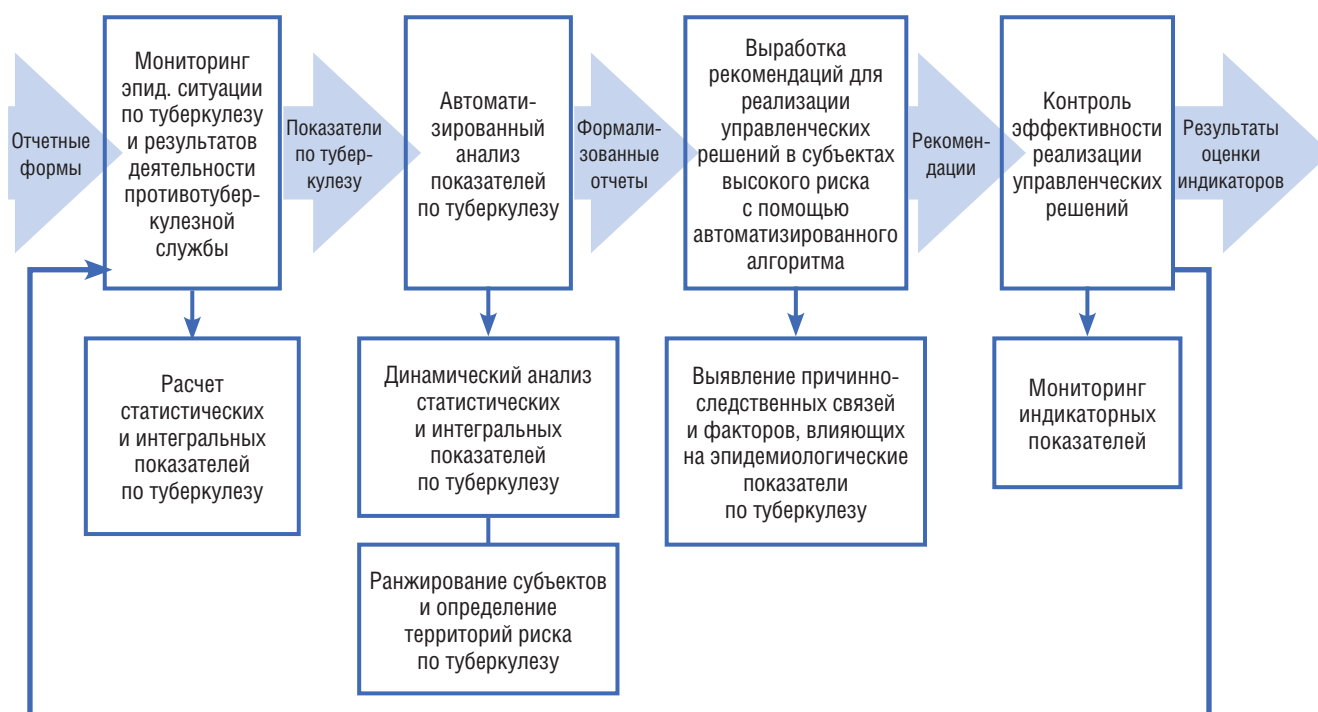 Отчетные
формы
Мониторинг
эпид. ситуации
по туберкулезу
и результатов
деятельности
противотубер-
кулезной
службы
Показатели
по тубер-
кулезу
Автомати-
зированный
анализ
показателей
по туберкулезу
Формали-
зованные
отчеты
Выработка
рекомендаций для
реализации
управленческих
решений в субъектах
высокого риска
с помощью
автоматизированного
алгоритма
Рекомен-
дации
Контроль
эффективности
реализации
управленческих
решений
Результаты
оценки
индикаторов
Расчет
статистических
и интегральных
показателей
по туберкулезу
Динамический анализ
статистических
и интегральных
показателей
по туберкулезу
Ранжирование субъектов
и определение
территорий риска
по туберкулезу
Выявление причинно-
следственных связей
и факторов, влияющих
на эпидемиологические
показатели
по туберкулезу
Мониторинг
индикаторных
показателей